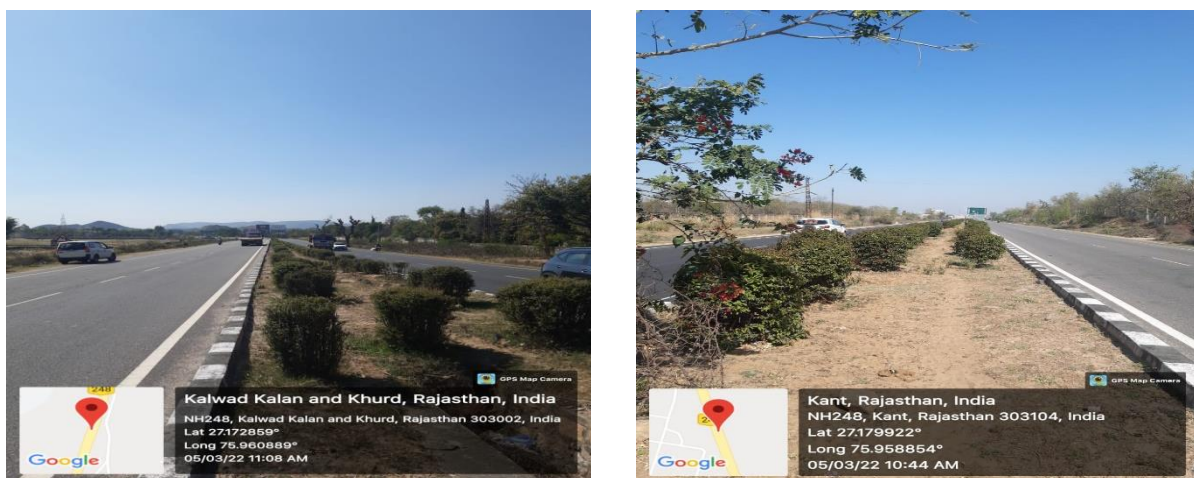 248
GPS Map Camera
Kalwad Kalan and Khurd, Rajasthan, India
NH248, Kalwad Kalan and Khurd, Rajasthan 303002, India
Lat 27.172859°
Long 75.960889°
05/03/22 11:08 AM
Google
GPS Map Camera
Kant, Rajasthan, India
NH248, Kant, Rajasthan 303104, India
Lat 27.179922°
Long 75.958854°
05/03/22 10:44 AM
Google